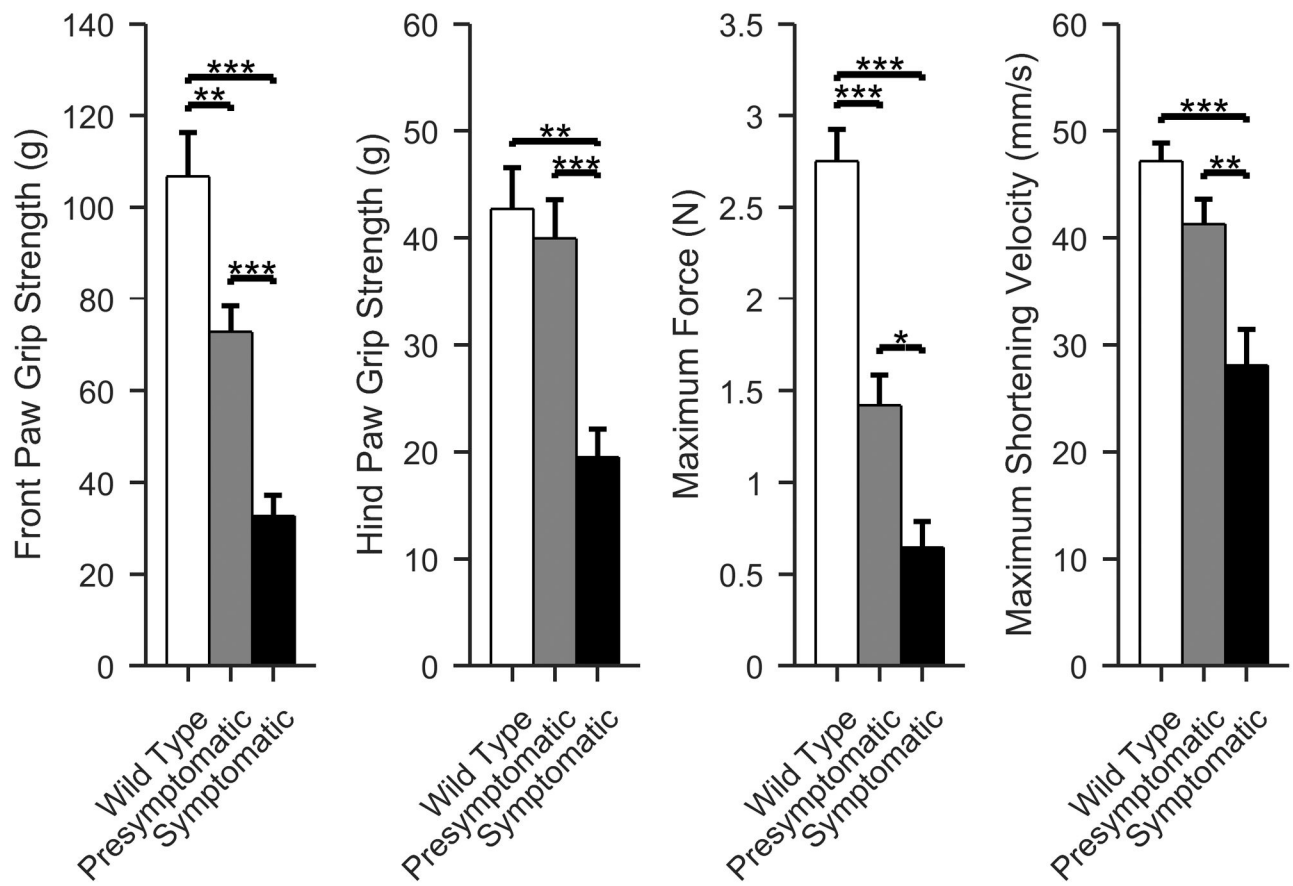 Front Paw Grip Strength (g)
140
120
100
80
60
40
20
0
***
**
***
Wild Type
Presymptomatic
Symptomatic
Hind Paw Grip Strength (g)
60
50
40
30
20
10
0
**
***
Wild Type
Presymptomatic
Symptomatic
Maximum Force (N)
3.5
3
2.5
2
1.5
1
0.5
0
***
***
*
Wild Type
Presymptomatic
Symptomatic
Maximum Shortening Velocity (mm/s)
60
50
40
30
20
10
0
***
**
Wild Type
Presymptomatic
Symptomatic